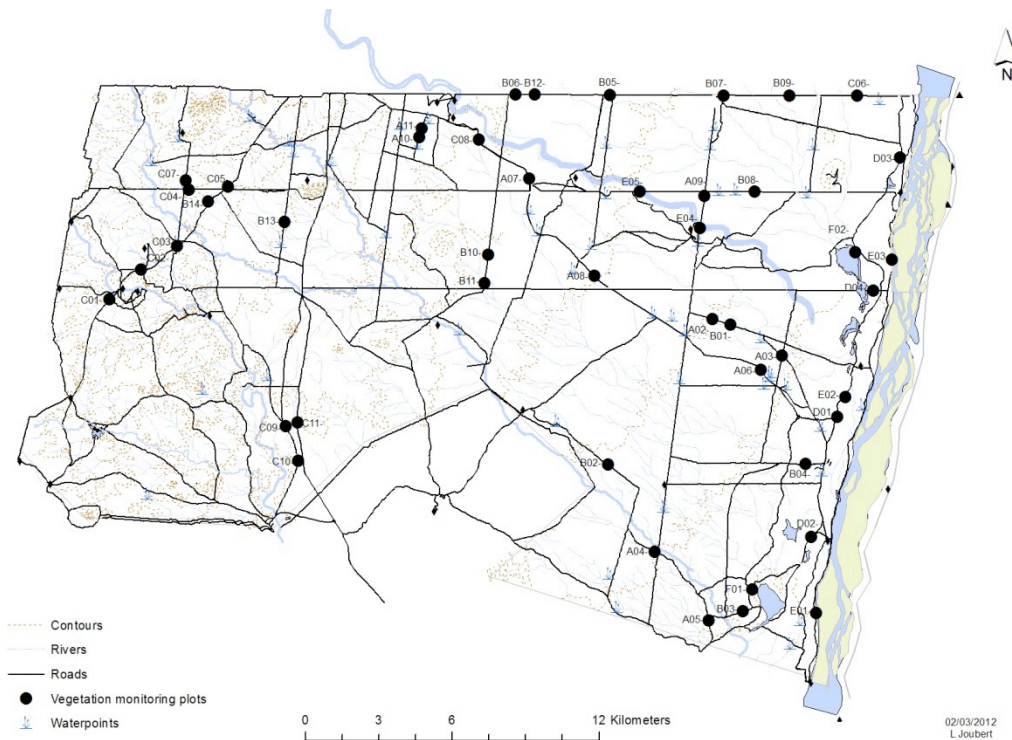 N
B06- B12-
B05-
B07-
B09-
C06-
A11-
A10-
C08-
D03-
C07-
C04-
C05-
B14-
A07-
E05-
A09-
B08-
B13-
E04-
C03-
C02-
F02-
E03-
B10-
B11-
A08-
D04-
C01-
A02-
B01-
A03-
A06-
E02-
D01-
C09-
C11-
C10-
B02-
B04-
D02-
A04-
F01-
B03-
A05-
E01-
Contours
Rivers
Roads
Vegetation monitoring plots
Waterpoints
0 3 6 12 Kilometers
02/03/2012
L Joubert